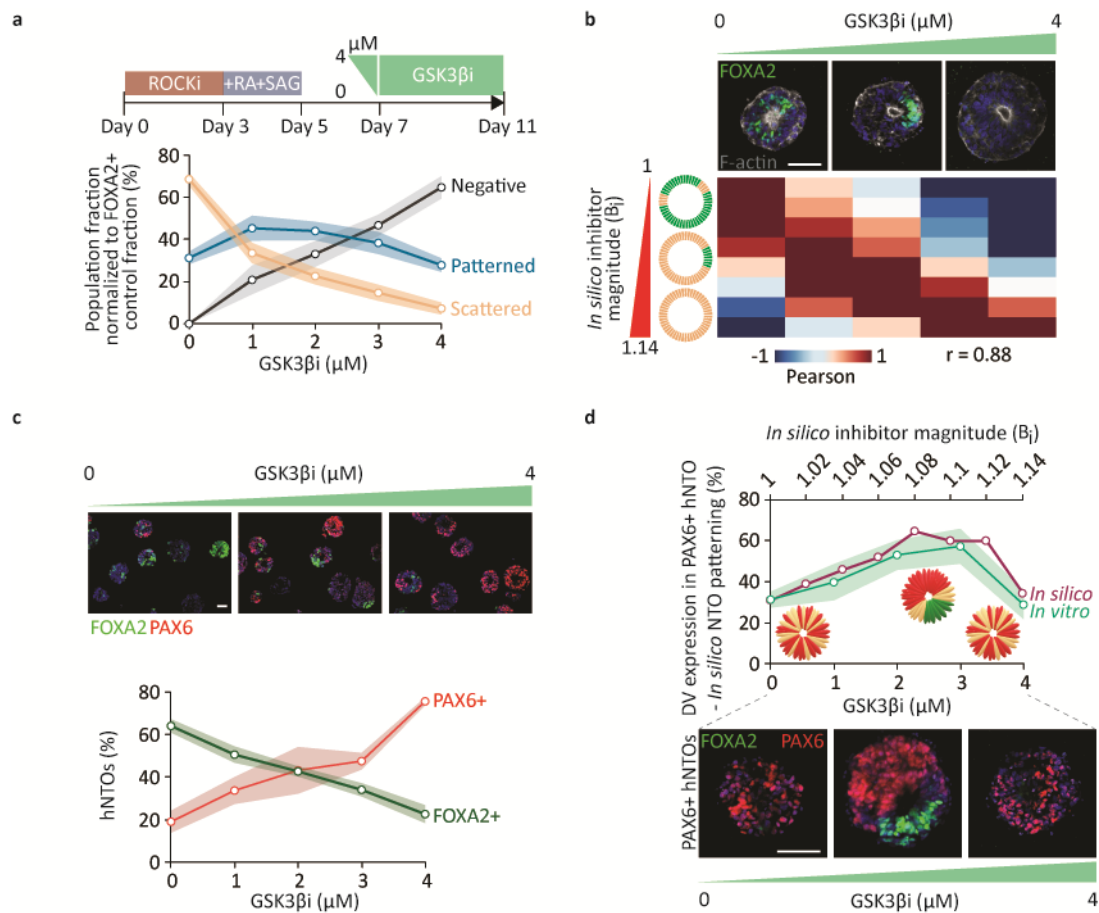 a
µM
4
0
ROCKi
+RA+SAG
GSK3βi
Day 0
Day 3
Day 5
Day 7
Day 11
Population fraction
normalized to FOXA2+
control fraction (%)
80
60
40
20
0
Negative
Patterned
Scattered
0 1 2 3 4
GSK3βi (µM)
b
0 GSK3βi (µM) 4
FOXA2
F-actin
In silico inhibitor
magnitude (Bi)
1
1.14
-1 1 r = 0.88
Pearson
c
0 GSK3βi (µM) 4
FOXA2 PAX6
hNTOs (%)
80
60
40
20
0
PAX6+
FOXA2+
0 1 2 3 4
GSK3βi (µM)
d
In silico inhibitor magnitude (Bi)
1 1.02 1.04 1.06 1.08 1.1 1.12 1.14
DV expression in PAX6+ hNTO
- In silico NTO patterning (%)
80
60
40
20
0
In silico
In vitro
0 1 2 3 4
GSK3βi (µM)
PAX6+ hNTOs
FOXA2 PAX6
0 GSK3βi (µM) 4